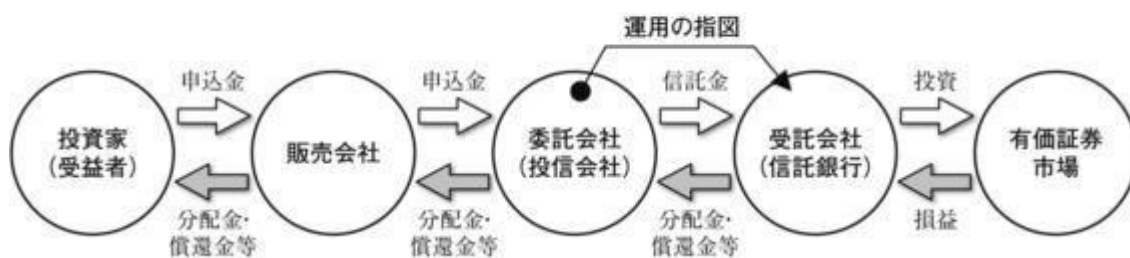 運用の指図
申込金
申込金
信託金
投資
投資家
(受益者)
販売会社
委託会社
(投信会社)
受託会社
(信託銀行)
有価証券
市場
分配金・
償還金等
分配金・
償還金等
分配金・
償還金等
損益